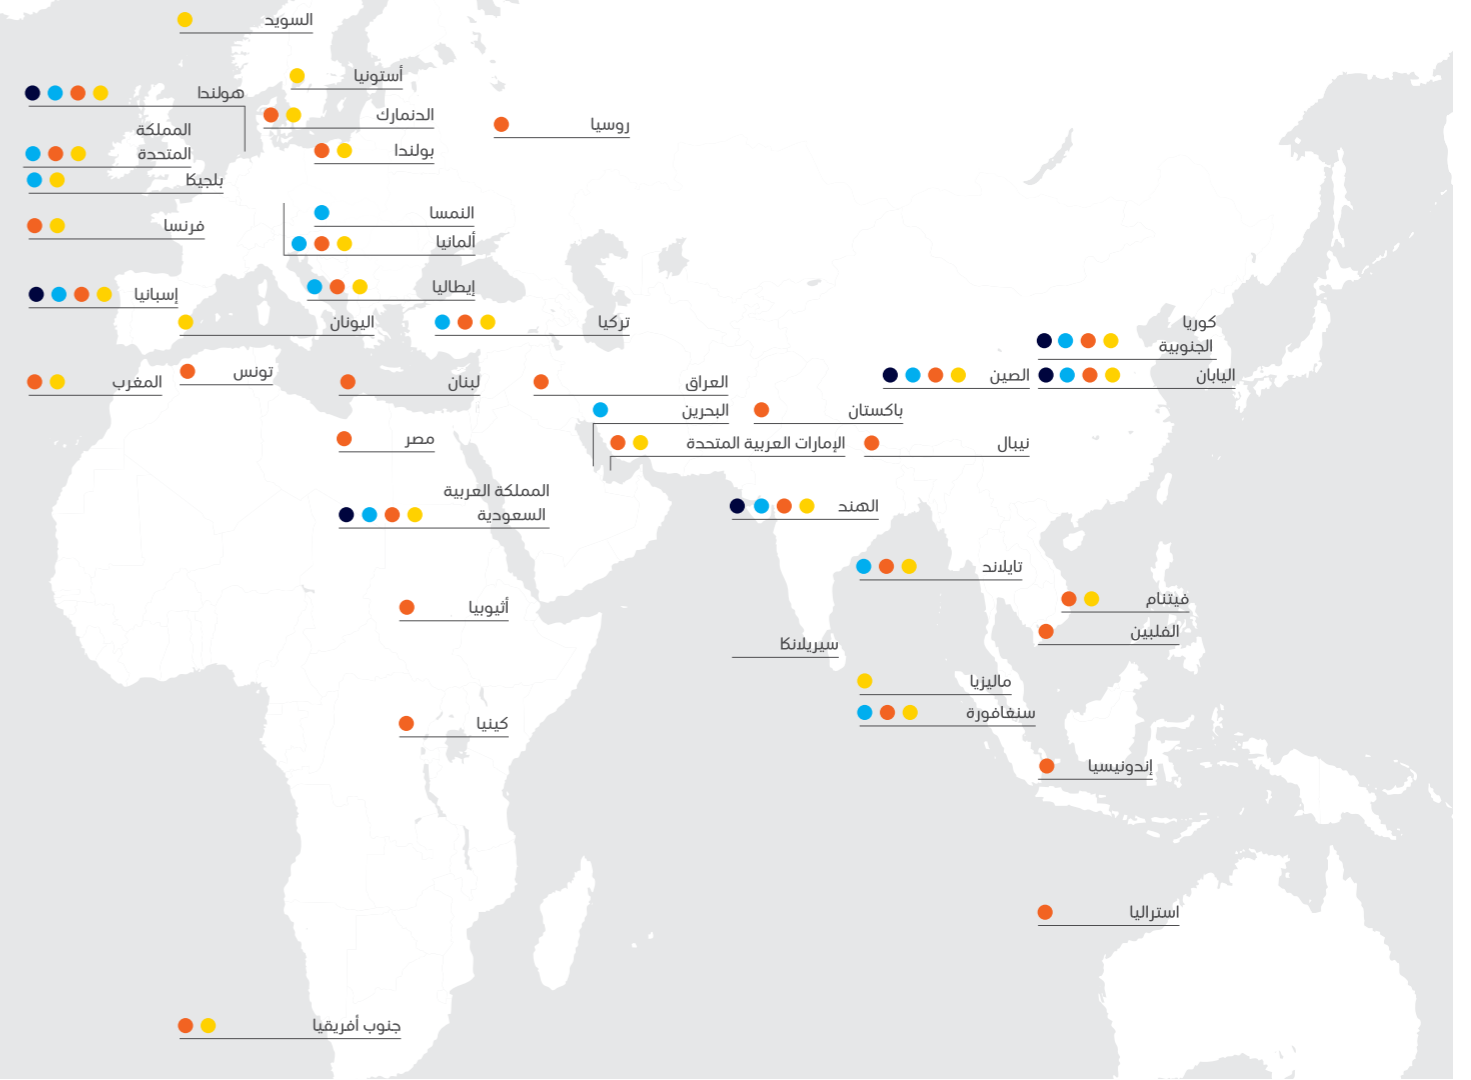 السويد
أستونيا
هولندا
الدنمارك
روسيا
المملكة
المتحدة
بولندا
بلجيكا
النمسا
فرنسا
ألمانيا
إيطاليا
إسبانيا
اليونان
تركيا
كوريا
الجنوبية
تونس
المغرب
لبنان
العراق
الصين
اليابان
البحرين
باكستان
مصر
الإمارات العربية المتحدة
نيبال
المملكة العربية
السعودية
الهند
تايلاند
فيتنام
أثيوبيا
الفلبين
سيريلانكا
ماليزيا
سنغافورة
كينيا
إندونيسيا
استراليا
جنوب أفريقيا